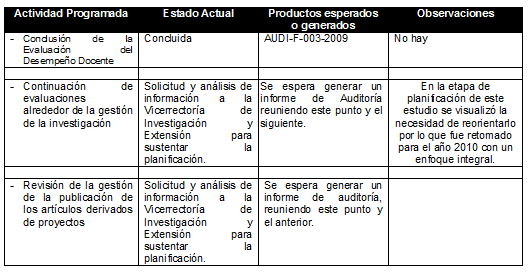 Actividad Programada
Estado Actual
Productos esperados
o generados
Observaciones
- Conclusión de la
Evaluación del
Desempeño Docente
Concluida
AUDI-F-003-2009
No hay
- Continuación de
evaluaciones
alrededor de la gestión
de la investigación
Solicitud y análisis de
información a la
Vicerrectoría de
Investigación y
Extensión para
sustentar la
planificación.
Se espera generar un
informe de Auditoría
reuniendo este punto y el
siguiente.
En la etapa de
planificación de este
estudio se visualizó la
necesidad de reorientarlo
por lo que fue retomado
para el año 2010 con un
enfoque integral.
- Revisión de la gestión
de la publicación de
los artículos derivados
de proyectos
Solicitud y análisis de
información a la
Vicerrectoría de
Investigación y
Extensión para
sustentar la
planificación.
Se espera generar un
informe de auditoría,
reuniendo este punto y
el anterior.